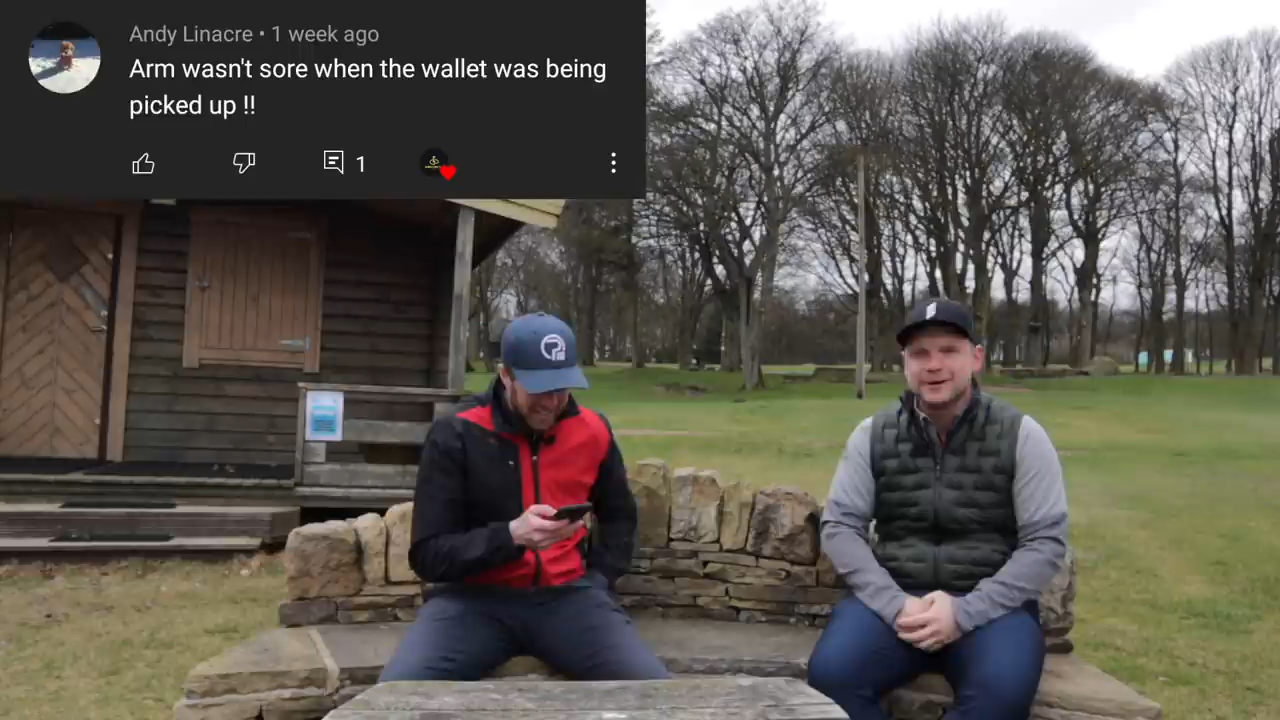 Andy Linacre • 1 week ago
Arm wasn't sore when the wallet was being
picked up !!
1